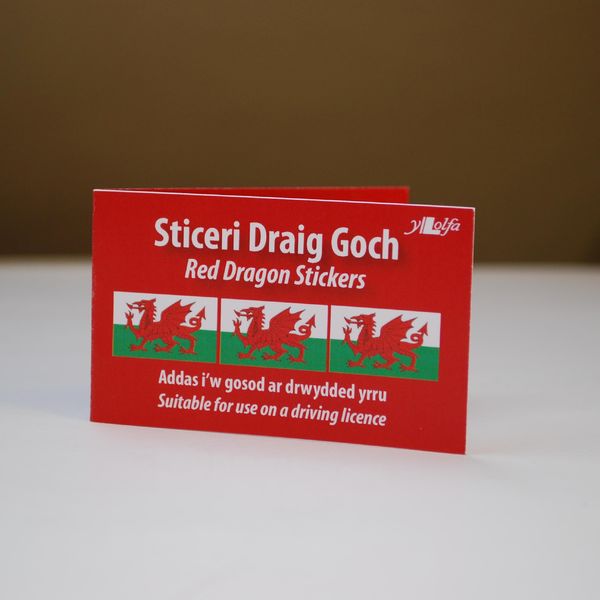 y Lolfa
Sticeri Draig Goch
Red Dragon Stickers
Addas i'w gosod ar drwydded yrru
Suitable for use on a driving licence